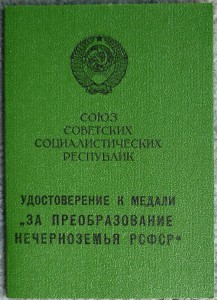 СОЮЗ
СОВЕТСКИХ
СОЦИАЛИСТИЧЕСКИХ
РЕСПУБЛИК
УДОСТОВЕРЕНИЕ К МЕДАЛИ
„ЗА ПРЕОБРАЗОВАНИЕ
НЕЧЕРНОЗЕМЬЯ РСФСР“